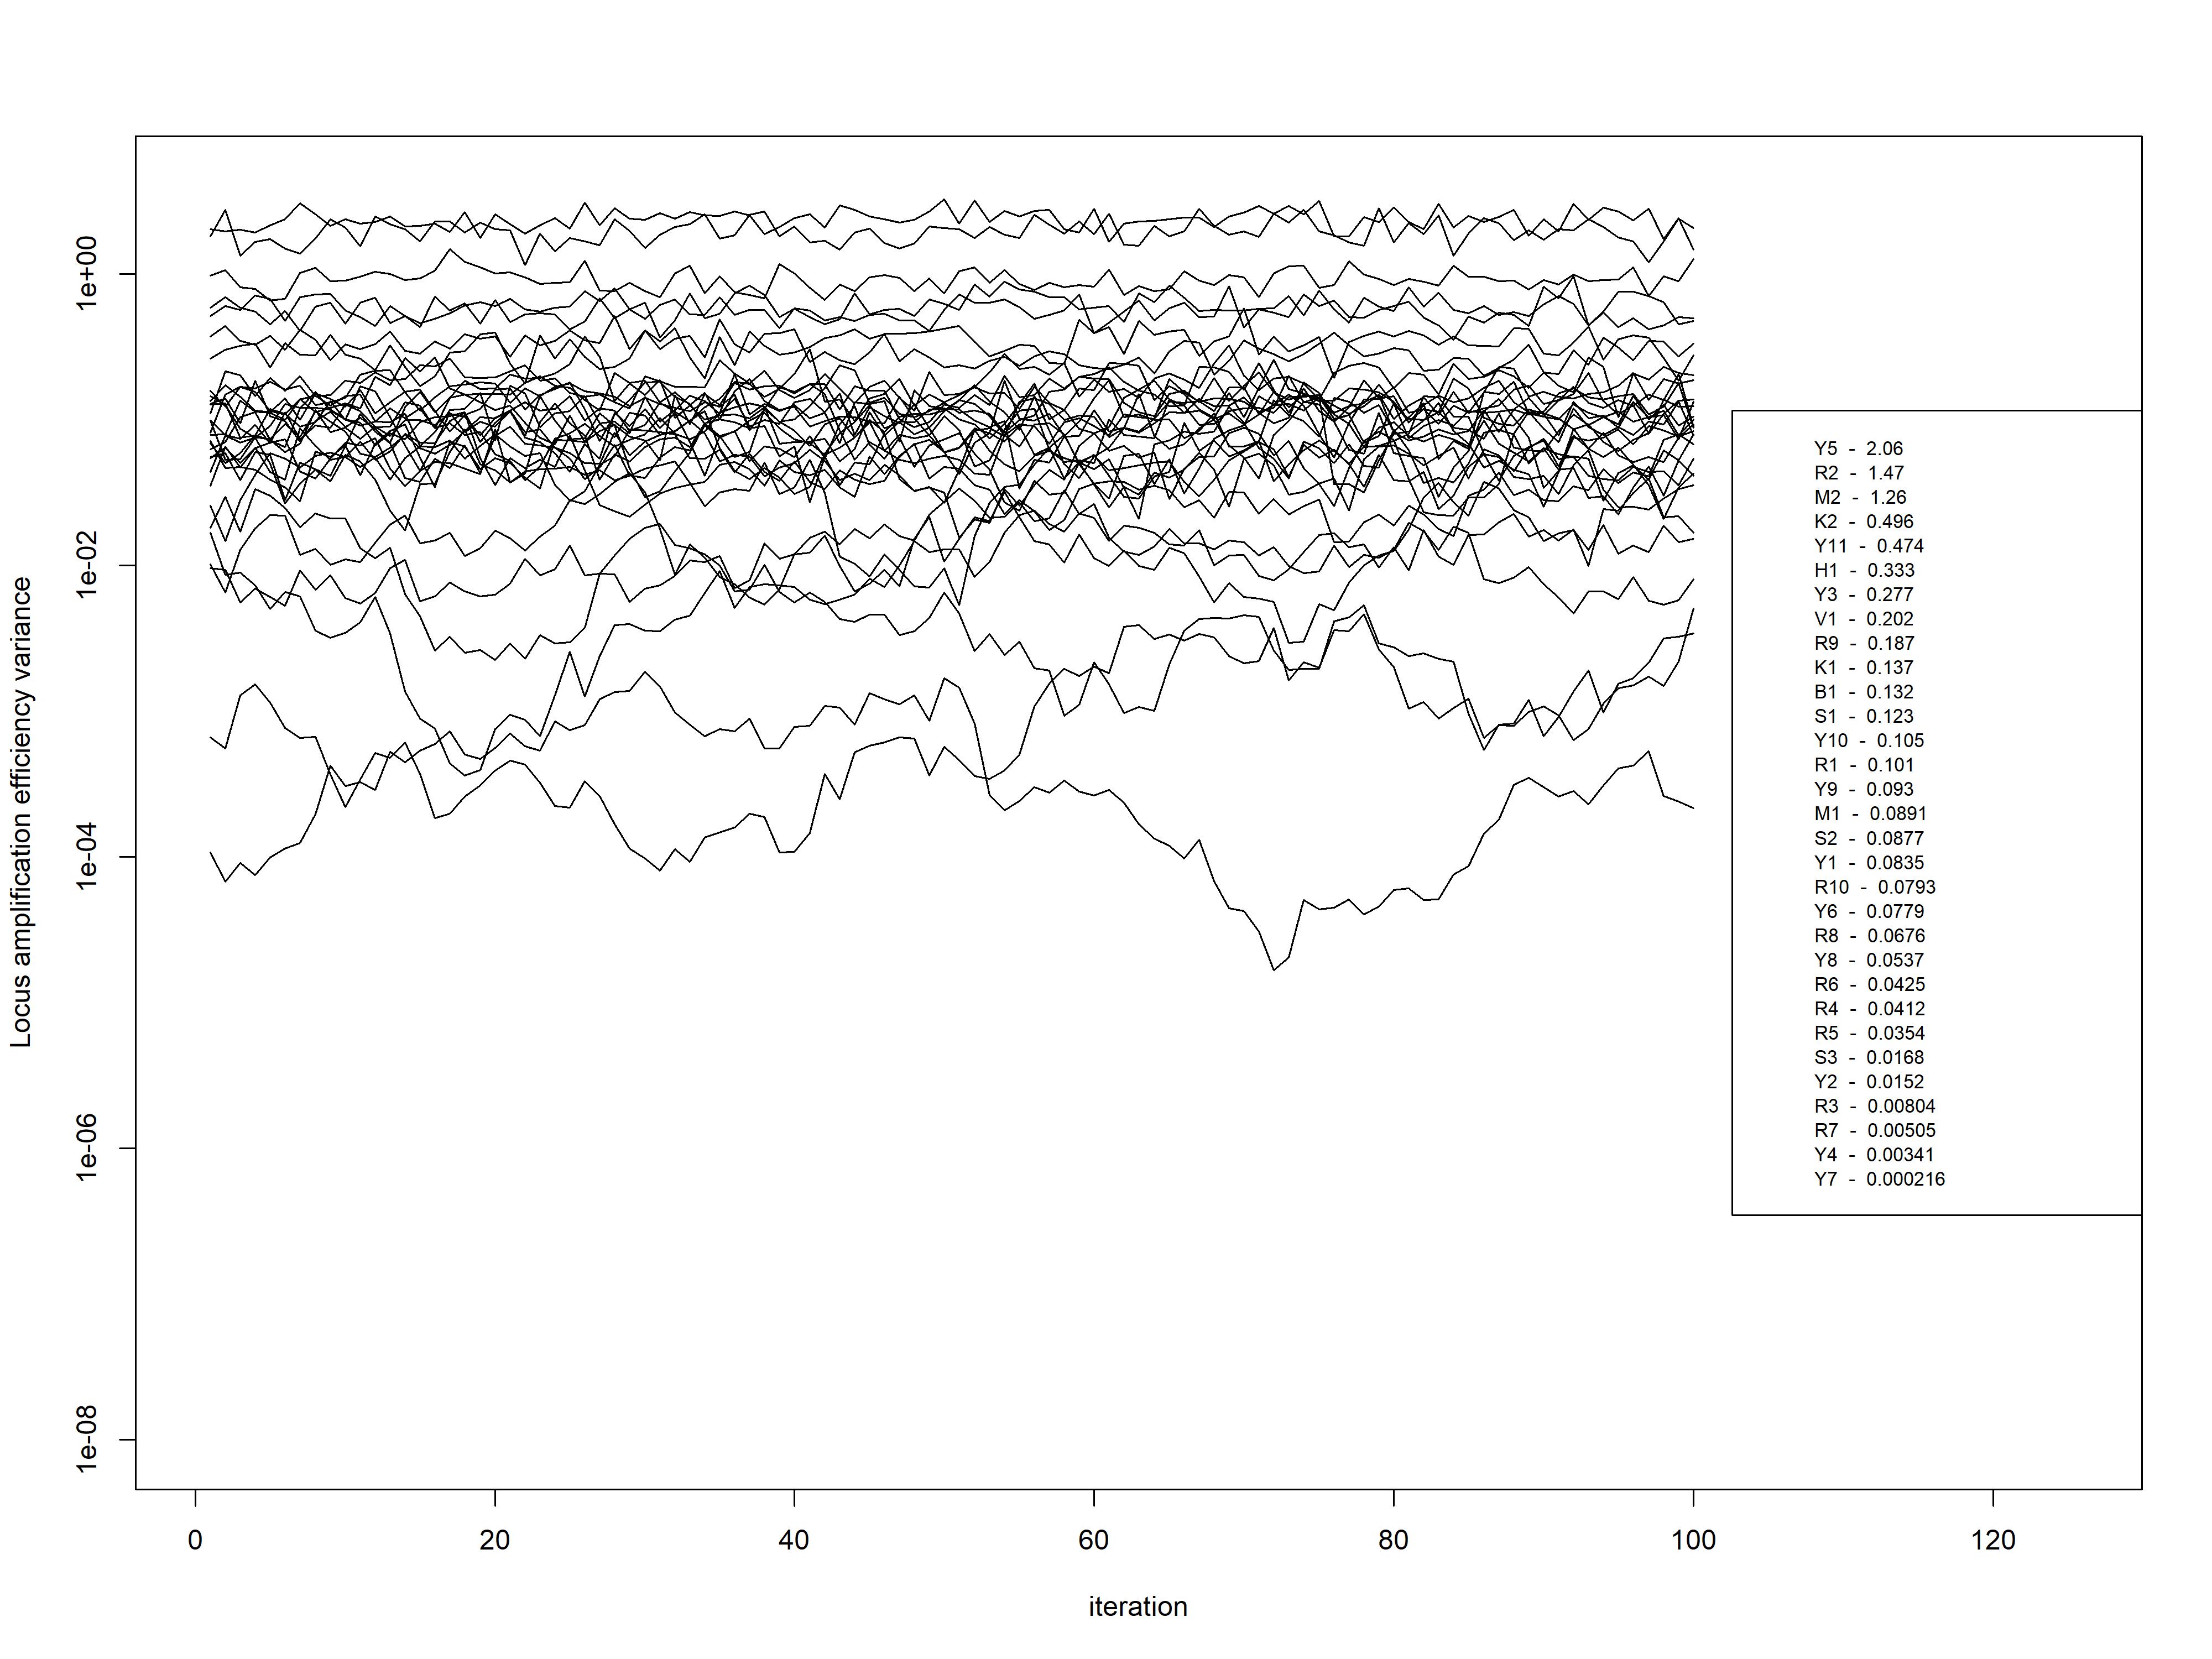 Locus amplification efficiency variance
1e+00
1e-02
1e-04
1e-06
1e-08
Y5 - 2.06
R2 - 1.47
M2 - 1.26
K2 - 0.496
Y11 - 0.474
H1 - 0.333
Y3 - 0.277
V1 - 0.202
R9 - 0.187
K1 - 0.137
B1 - 0.132
S1 - 0.123
Y10 - 0.105
R1 - 0.101
Y9 - 0.093
M1 - 0.0891
S2 - 0.0877
Y1 - 0.0835
R10 - 0.0793
Y6 - 0.0779
R8 - 0.0676
Y8 - 0.0537
R6 - 0.0425
R4 - 0.0412
R5 - 0.0354
S3 - 0.0168
Y2 - 0.0152
R3 - 0.00804
R7 - 0.00505
Y4 - 0.00341
Y7 - 0.000216
0 20 40 60 80 100 120
iteration